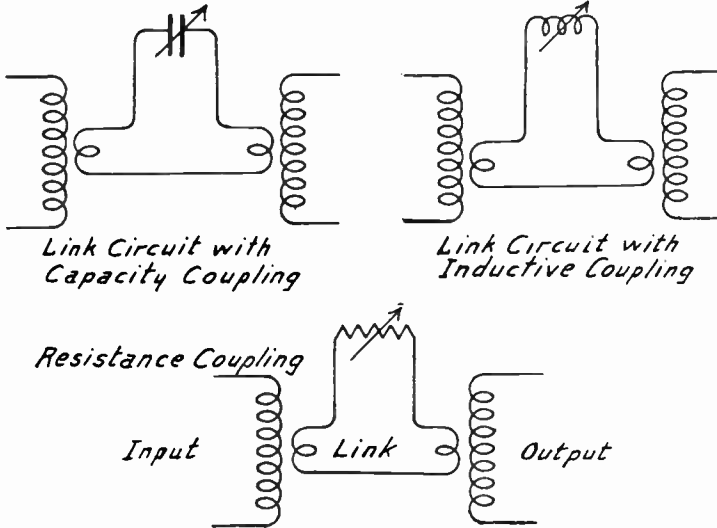 Link Circuit with
Capacity Coupling
Link Circuit with
Inductive Coupling
Resistance Coupling
Input
Link
Output